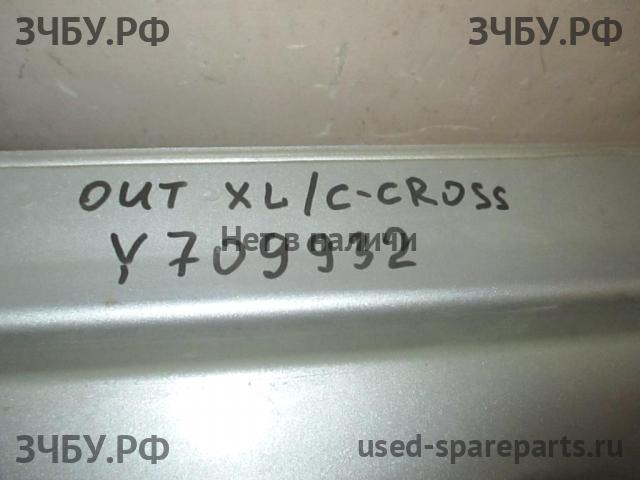 ЗЧБУ.РФ ЗЧБУ.РФ
OUT XL/C-CROSS
Нет в наличии
Y709932
ЗЧБУ.РФ used-spareparts.ru